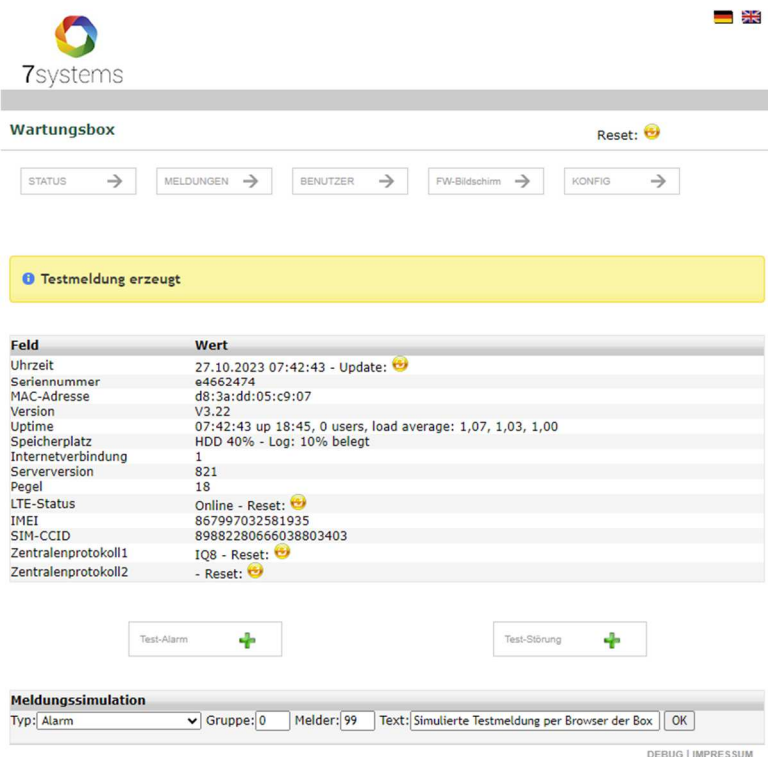 7systems
Wartungsbox
Reset:
STATUS MELDUNGEN BENUTZER FW-Bildschirm KONFIG
Testmeldung erzeugt
Feld Wert
Uhrzeit 27.10.2023 07:42:43 - Update:
Seriennummer e4662474
MAC-Adresse d8:3a:dd:05:c9:07
Version V3.22
Uptime 07:42:43 up 18:45, 0 users, load average: 1,07, 1,03, 1,00
Speicherplatz HDD 40% - Log: 10% belegt
Internetverbindung 1
Serverversion 821
Pegel 18
LTE-Status Online - Reset:
IMEI 867997032581935
SIM-CCID 89882280666038803403
Zentralenprotokoll1 IQ8 - Reset:
Zentralenprotokoll2 - Reset:
Test-Alarm Test-Störung
Meldungssimulation
Typ: Alarm Gruppe: 0 Melder: 99 Text: Simulierte Testmeldung per Browser der Box OK
DEBUG | IMPRESSUM